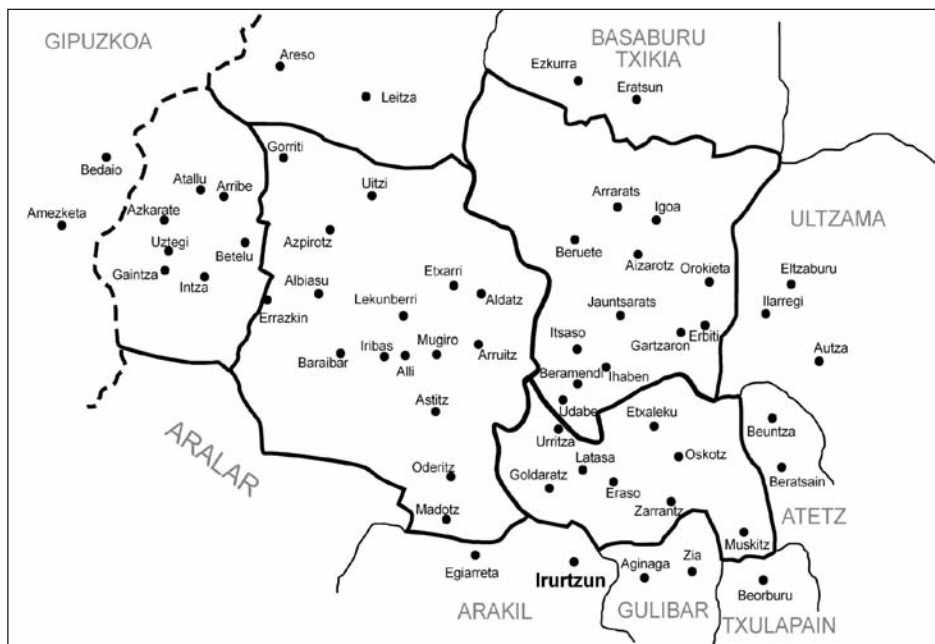 GIPUZKOA
BASABURU
TXIKIA
Areso
Ezkurra
Leitza
Eratsun
Gorriti
Bedaio
Atallu
Arribe
Uitzi
Amezketa
Azkarate
Arrarats
Igoa
ULTZAMA
Uztegi
Betelu
Azpirotz
Beruete
Aizarotz
Gaintza
Intza
Albiasu
Etxarri
Aldatz
Orokieta
Eltzaburu
Errazkin
Lekunberri
Jauntsarats
Ilarregi
Itsaso
Gartzaron
Erbiti
Baraibar
Iribas
Alli
Mugiro
Arruitz
Autza
Beramendi
Ihaben
Astitz
Udabe
Etxaleku
Beuntza
Urritza
ARALAR
Oderitz
Goldaratz
Latasa
Oskotz
Beratsain
Eraso
Zarrantz
Madotz
ATETZ
Muskitz
Egiarreta
Irurtzun
Aginaga
Zia
Beorburu
ARAKIL
GULIBAR
TXULAPAIN